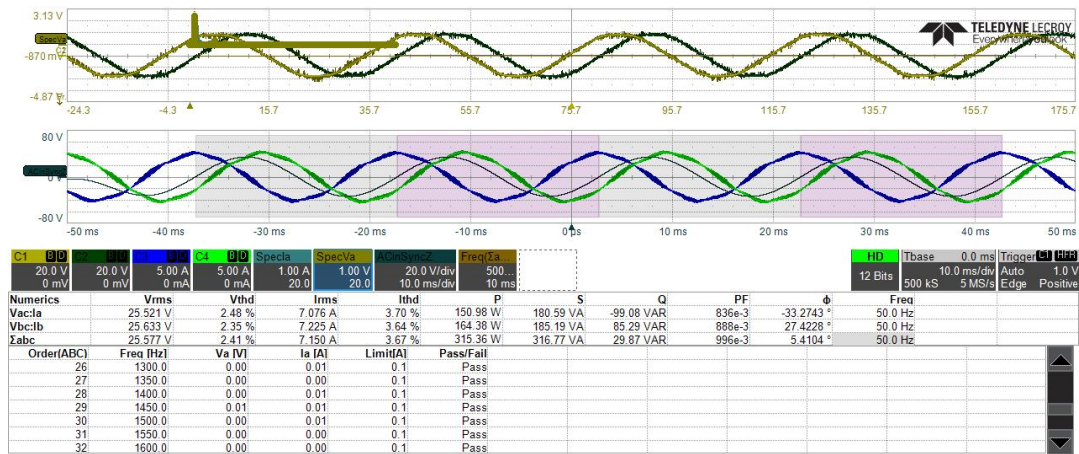 3.13 V
TELEDYNE LECROY
SpecVa
C2
Everywhere you look
-870 mV
-4.87 V
-24.3 -4.3 15.7 35.7 55.7 75.7 95.7 115.7 135.7 155.7 175.7
80 V
ACinSyncZ
0 V
-80 V
-50 ms -40 ms -30 ms -20 ms -10 ms 0 µs 10 ms 20 ms 30 ms 40 ms 50 ms
C1 B D C2 B D C3 B D C4 B D SpecIa SpecVa ACinSyncZ Freq(Σa... HD Tbase 0.0 ms Trigger C1 HFR
20.0 V 20.0 V 5.00 A 5.00 A 1.00 A 1.00 V 20.0 V/div 500... 12 Bits 10.0 ms/div Auto 1.0 V
0 mV 0 mV 0 mA 0 mA 20.0 20.0 10.0 ms/div 10 ms 500 kS 5 MS/s Edge Positive
Numerics Vrms Vthd Irms Ithd P S Q PF ϕ Freq
Vac:Ia 25.521 V 2.48 % 7.076 A 3.70 % 150.98 W 180.59 VA -99.08 VAR 836e-3 -33.2743 ° 50.0 Hz
Vbc:Ib 25.633 V 2.35 % 7.225 A 3.64 % 164.38 W 185.19 VA 85.29 VAR 888e-3 27.4228 ° 50.0 Hz
Σabc 25.577 V 2.41 % 7.150 A 3.67 % 315.36 W 316.77 VA 29.87 VAR 996e-3 5.4104 ° 50.0 Hz
Order(ABC) Freq [Hz] Va [V] Ia [A] Limit[A] Pass/Fail
26 1300.0 0.00 0.01 0.1 Pass
27 1350.0 0.00 0.00 0.1 Pass
28 1400.0 0.00 0.01 0.1 Pass
29 1450.0 0.01 0.01 0.1 Pass
30 1500.0 0.00 0.01 0.1 Pass
31 1550.0 0.00 0.00 0.1 Pass
32 1600.0 0.00 0.00 0.1 Pass